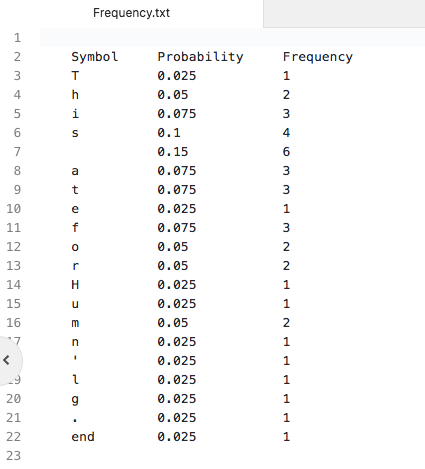 Frequency.txt
1
2 Symbol Probability Frequency
3 T 0.025 1
4 h 0.05 2
5 i 0.075 3
6 s 0.1 4
7 0.15 6
8 a 0.075 3
9 t 0.075 3
10 e 0.025 1
11 f 0.075 3
12 o 0.05 2
13 r 0.05 2
14 H 0.025 1
15 u 0.025 1
16 m 0.05 2
17 n 0.025 1
' 0.025 1
19 l 0.025 1
20 g 0.025 1
21 . 0.025 1
22 end 0.025 1
23